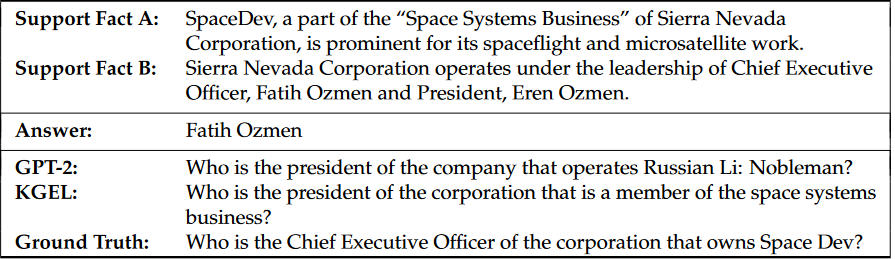 Support Fact A: SpaceDev, a part of the “Space Systems Business” of Sierra Nevada
Corporation, is prominent for its spaceflight and microsatellite work.
Support Fact B: Sierra Nevada Corporation operates under the leadership of Chief Executive
Officer, Fatih Ozmen and President, Eren Ozmen.
Answer: Fatih Ozmen
GPT-2: Who is the president of the company that operates Russian Li: Nobleman?
KGEL: Who is the president of the corporation that is a member of the space systems
business?
Ground Truth: Who is the Chief Executive Officer of the corporation that owns Space Dev?